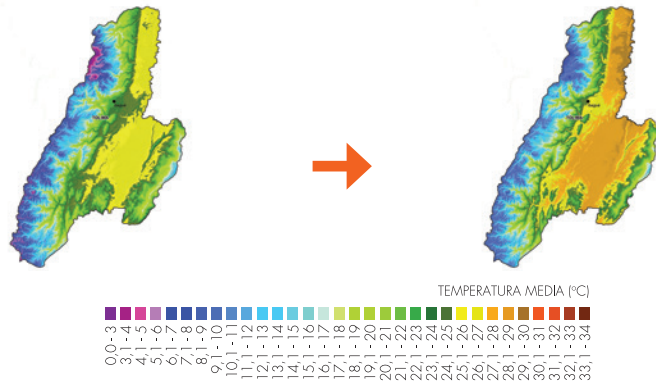 TEMPERATURA MEDIA (ºC)
0,0 - 3
3,1 - 4
4,1 - 5
5,1 - 6
6,1 - 7
7,1 - 8
8,1 - 9
9,1 - 10
10,1 - 11
11,1 - 12
12,1 - 13
13,1 - 14
14,1 - 15
15,1 - 16
16,1 - 17
17,1 - 18
18,1 - 19
19,1 - 20
20,1 - 21
21,1 - 22
22,1 - 23
23,1 - 24
24,1 - 25
25,1 - 26
26,1 - 27
27,1 - 28
28,1 - 29
29,1 - 30
30,1 - 31
31,1 - 32
32,1 - 33
33,1 - 34